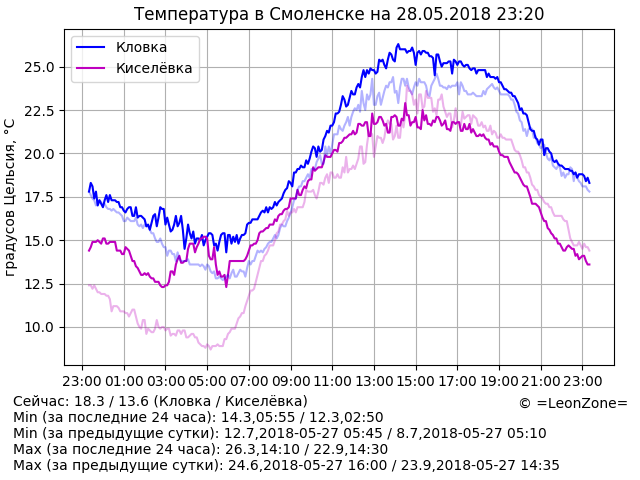 Температура в Смоленске на 28.05.2018 23:20
Кловка
Киселёвка
градусов Цельсия, °C
25.0
22.5
20.0
17.5
15.0
12.5
10.0
23:00 01:00 03:00 05:00 07:00 09:00 11:00 13:00 15:00 17:00 19:00 21:00 23:00
Сейчас: 18.3 / 13.6 (Кловка / Киселёвка)
© =LeonZone=
Min (за последние 24 часа): 14.3,05:55 / 12.3,02:50
Min (за предыдущие сутки): 12.7,2018-05-27 05:45 / 8.7,2018-05-27 05:10
Max (за последние 24 часа): 26.3,14:10 / 22.9,14:30
Max (за предыдущие сутки): 24.6,2018-05-27 16:00 / 23.9,2018-05-27 14:35